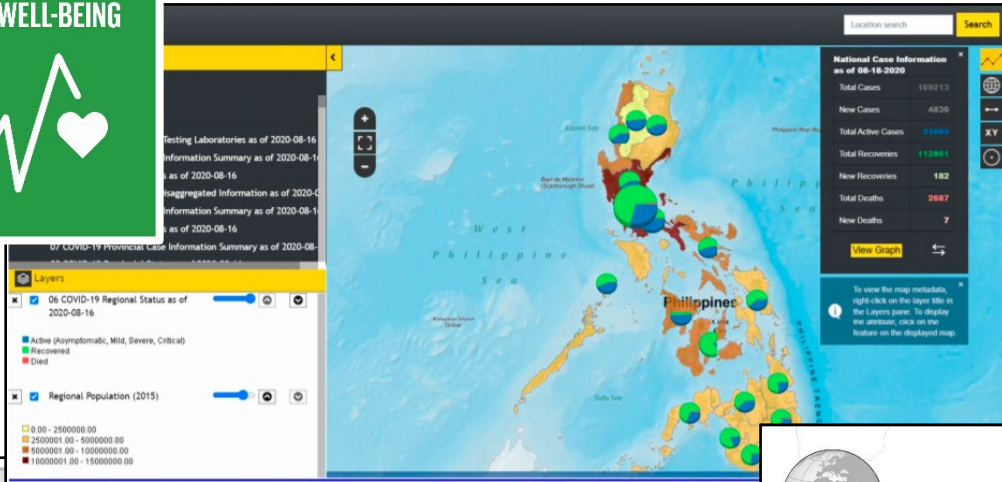 WELL-BEING
Location search
Search
Testing Laboratories as of 2020-08-16
Information Summary as of 2020-08-1
s as of 2020-08-16
isaggregated Information as of 2020-0
Information Summary as of 2020-08-1
s as of 2020-08-16
07 COVID-19 Provincial Case Information Summary as of 2020-08-
Layers
06 COVID-19 Regional Status as of
2020-08-16
Active (Asymptomatic, Mild, Severe, Critical)
Recovered
Died
Regional Population (2015)
0.00 - 2500000.00
2500001.00 - 5000000.00
5000001.00 - 10000000.00
10000001.00 - 15000000.00
West
Philippine
Sea
Philippines
Sulu Sea
National Case Information
as of 08-18-2020
Total Cases 169213
New Cases 4836
Total Active Cases 53665
Total Recoveries 112861
New Recoveries 182
Total Deaths 2687
New Deaths 7
View Graph
XY
To view the map metadata,
right-click on the layer title in
the Layers pane. To display
the attribute, click on the
feature on the displayed map.